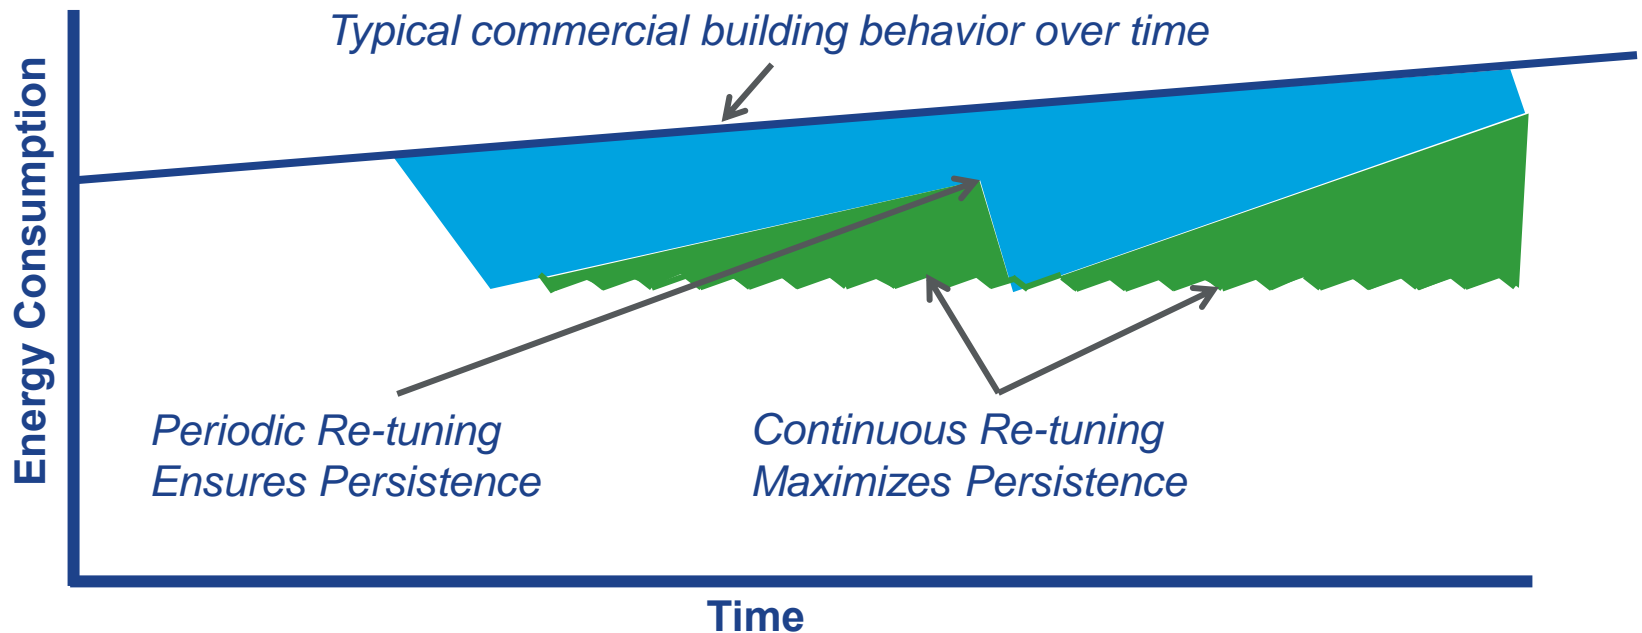 Typical commercial building behavior over time
Energy Consumption
Periodic Re-tuning
Ensures Persistence
Continuous Re-tuning
Maximizes Persistence
Time